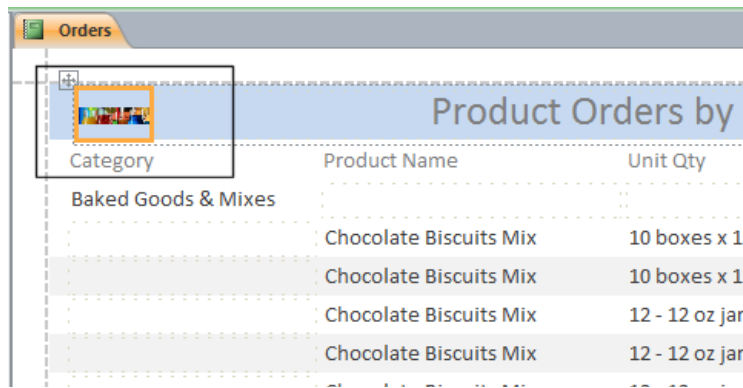 Orders
Product Orders by
Category Product Name Unit Qty
Baked Goods & Mixes
Chocolate Biscuits Mix 10 boxes x 1
Chocolate Biscuits Mix 10 boxes x 1
Chocolate Biscuits Mix 12 - 12 oz jar
Chocolate Biscuits Mix 12 - 12 oz jar